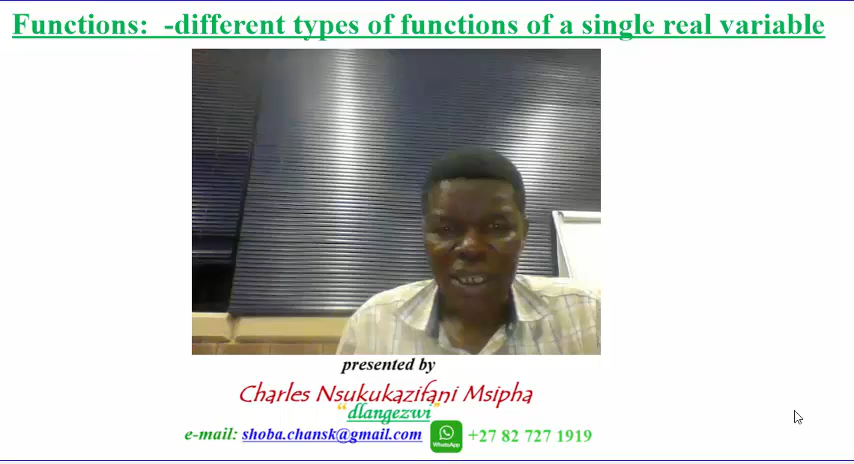 Functions: -different types of functions of a single real variable
presented by
Charles Nsukukazifani Msipha
“dlangezwi”
e-mail: shoba.chansk@gmail.com WhatsApp +27 82 727 1919